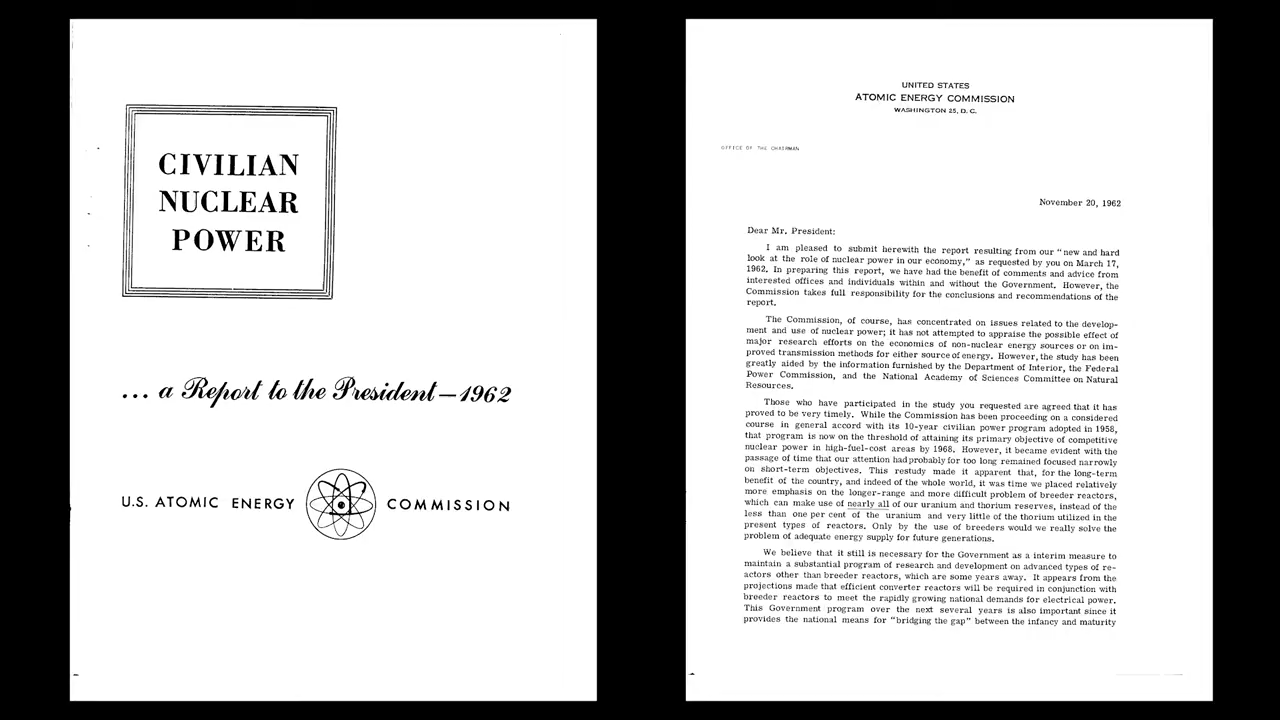 CIVILIAN
NUCLEAR
POWER
... a Report to the President—1962
U.S. ATOMIC ENERGY COMMISSION
UNITED STATES
ATOMIC ENERGY COMMISSION
WASHINGTON 25, D. C.
OFFICE OF THE CHAIRMAN
November 20, 1962
Dear Mr. President:
I am pleased to submit herewith the report resulting from our "new and hard
look at the role of nuclear power in our economy," as requested by you on March 17,
1962. In preparing this report, we have had the benefit of comments and advice from
interested offices and individuals within and without the Government. However, the
Commission takes full responsibility for the conclusions and recommendations of the
report.
The Commission, of course, has concentrated on issues related to the develop-
ment and use of nuclear power; it has not attempted to appraise the possible effect of
major research efforts on the economics of non-nuclear energy sources or on im-
proved transmission methods for either source of energy. However, the study has been
greatly aided by the information furnished by the Department of Interior, the Federal
Power Commission, and the National Academy of Sciences Committee on Natural
Resources.
Those who have participated in the study you requested are agreed that it has
proved to be very timely. While the Commission has been proceeding on a considered
course in general accord with its 10-year civilian power program adopted in 1958,
that program is now on the threshold of attaining its primary objective of competitive
nuclear power in high-fuel-cost areas by 1968. However, it became evident with the
passage of time that our attention had probably for too long remained focused narrowly
on short-term objectives. This restudy made it apparent that, for the long-term
benefit of the country, and indeed of the whole world, it was time we placed relatively
more emphasis on the longer-range and more difficult problem of breeder reactors,
which can make use of nearly all of our uranium and thorium reserves, instead of the
less than one per cent of the uranium and very little of the thorium utilized in the
present types of reactors. Only by the use of breeders would we really solve the
problem of adequate energy supply for future generations.
We believe that it still is necessary for the Government as a interim measure to
maintain a substantial program of research and development on advanced types of re-
actors other than breeder reactors, which are some years away. It appears from the
projections made that efficient converter reactors will be required in conjunction with
breeder reactors to meet the rapidly growing national demands for electrical power.
This Government program over the next several years is also important since it
provides the national means for "bridging the gap" between the infancy and maturity